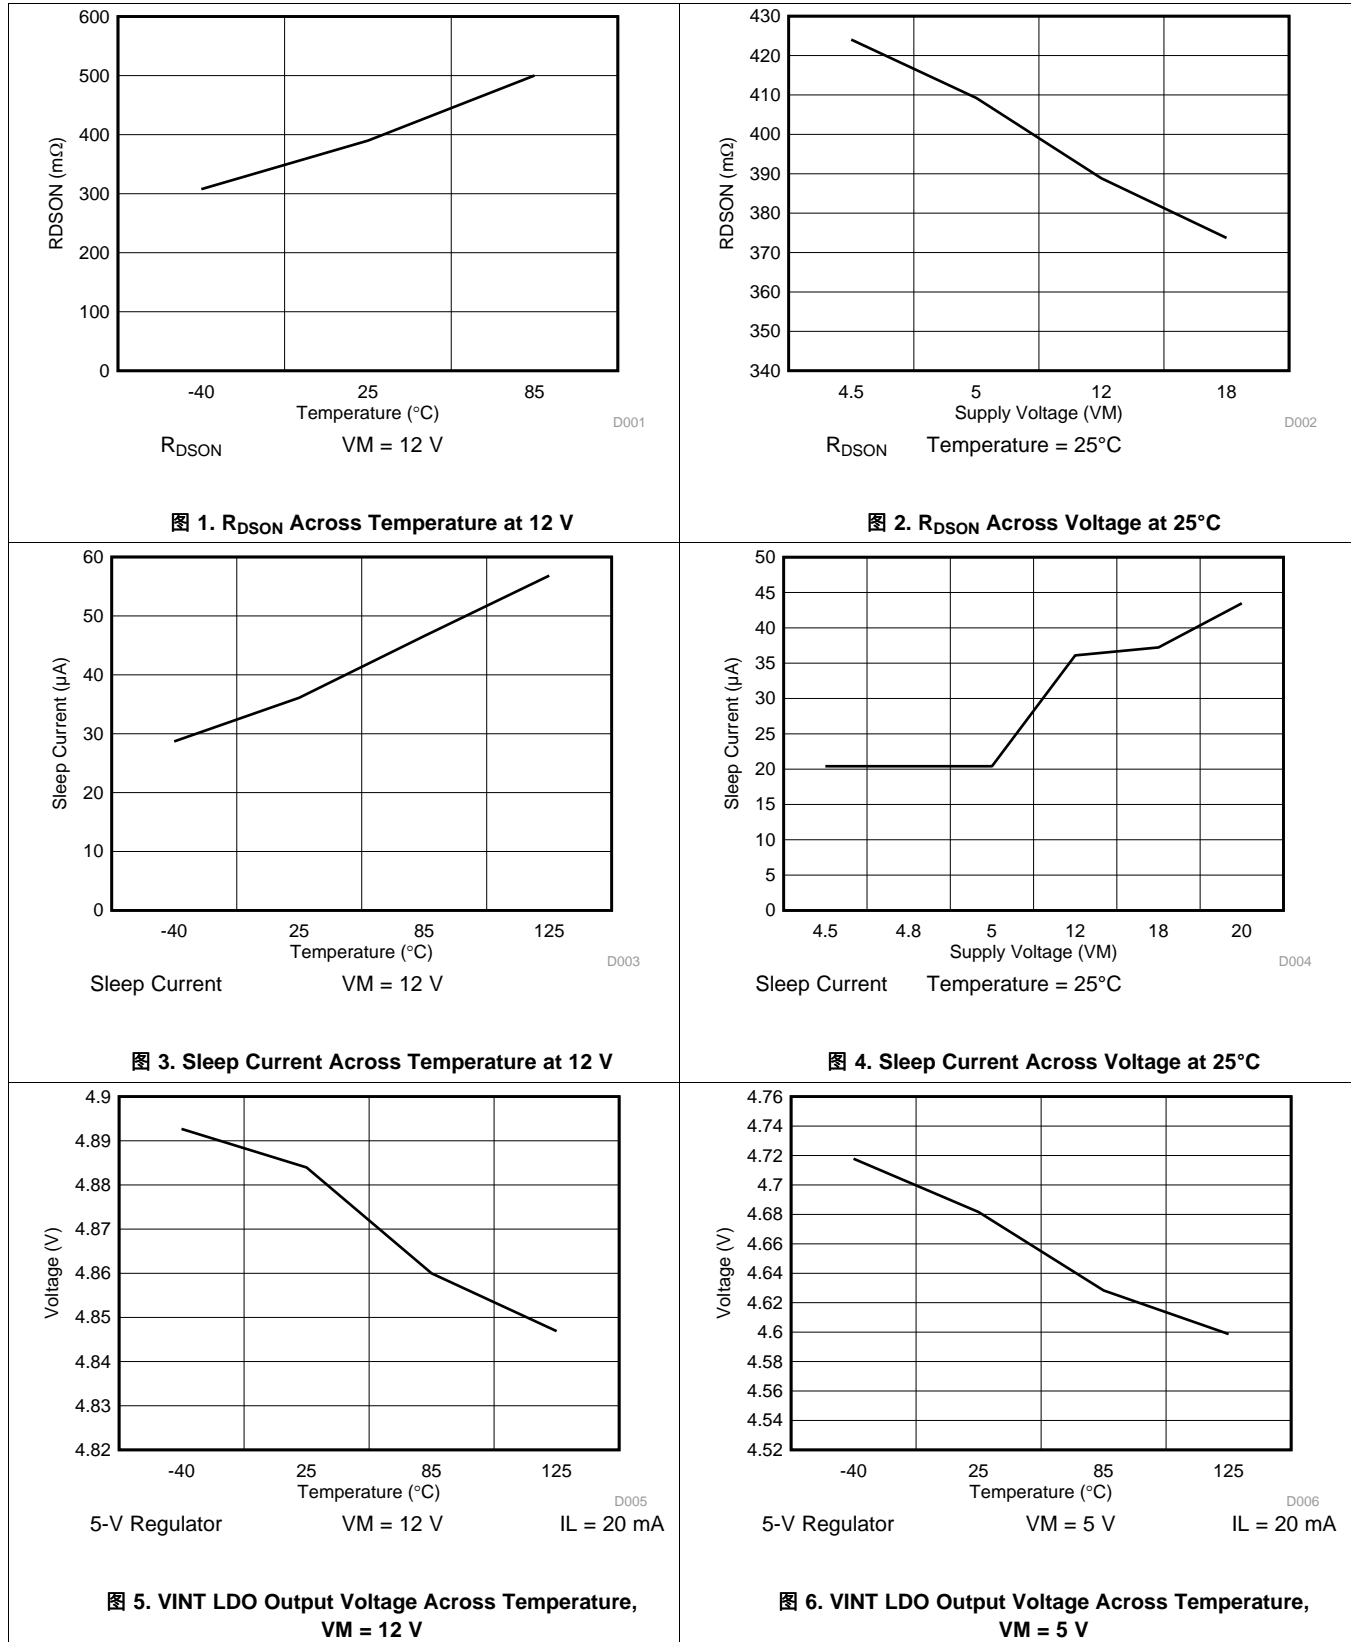 600
500
400
300
200
100
0
RDSON (mΩ)
-40 25 85
Temperature (°C)
D001
RDSON VM = 12 V
图 1. RDSON Across Temperature at 12 V
430
420
410
400
390
380
370
360
350
340
RDSON (mΩ)
4.5 5 12 18
Supply Voltage (VM)
D002
RDSON Temperature = 25°C
图 2. RDSON Across Voltage at 25°C
60
50
40
30
20
10
0
Sleep Current (µA)
-40 25 85 125
Temperature (°C)
D003
Sleep Current VM = 12 V
图 3. Sleep Current Across Temperature at 12 V
50
45
40
35
30
25
20
15
10
5
0
Sleep Current (µA)
4.5 4.8 5 12 18 20
Supply Voltage (VM)
D004
Sleep Current Temperature = 25°C
图 4. Sleep Current Across Voltage at 25°C
4.9
4.89
4.88
4.87
4.86
4.85
4.84
4.83
4.82
Voltage (V)
-40 25 85 125
Temperature (°C)
D005
5-V Regulator VM = 12 V IL = 20 mA
图 5. VINT LDO Output Voltage Across Temperature,
VM = 12 V
4.76
4.74
4.72
4.7
4.68
4.66
4.64
4.62
4.6
4.58
4.56
4.54
4.52
Voltage (V)
-40 25 85 125
Temperature (°C)
D006
5-V Regulator VM = 5 V IL = 20 mA
图 6. VINT LDO Output Voltage Across Temperature,
VM = 5 V